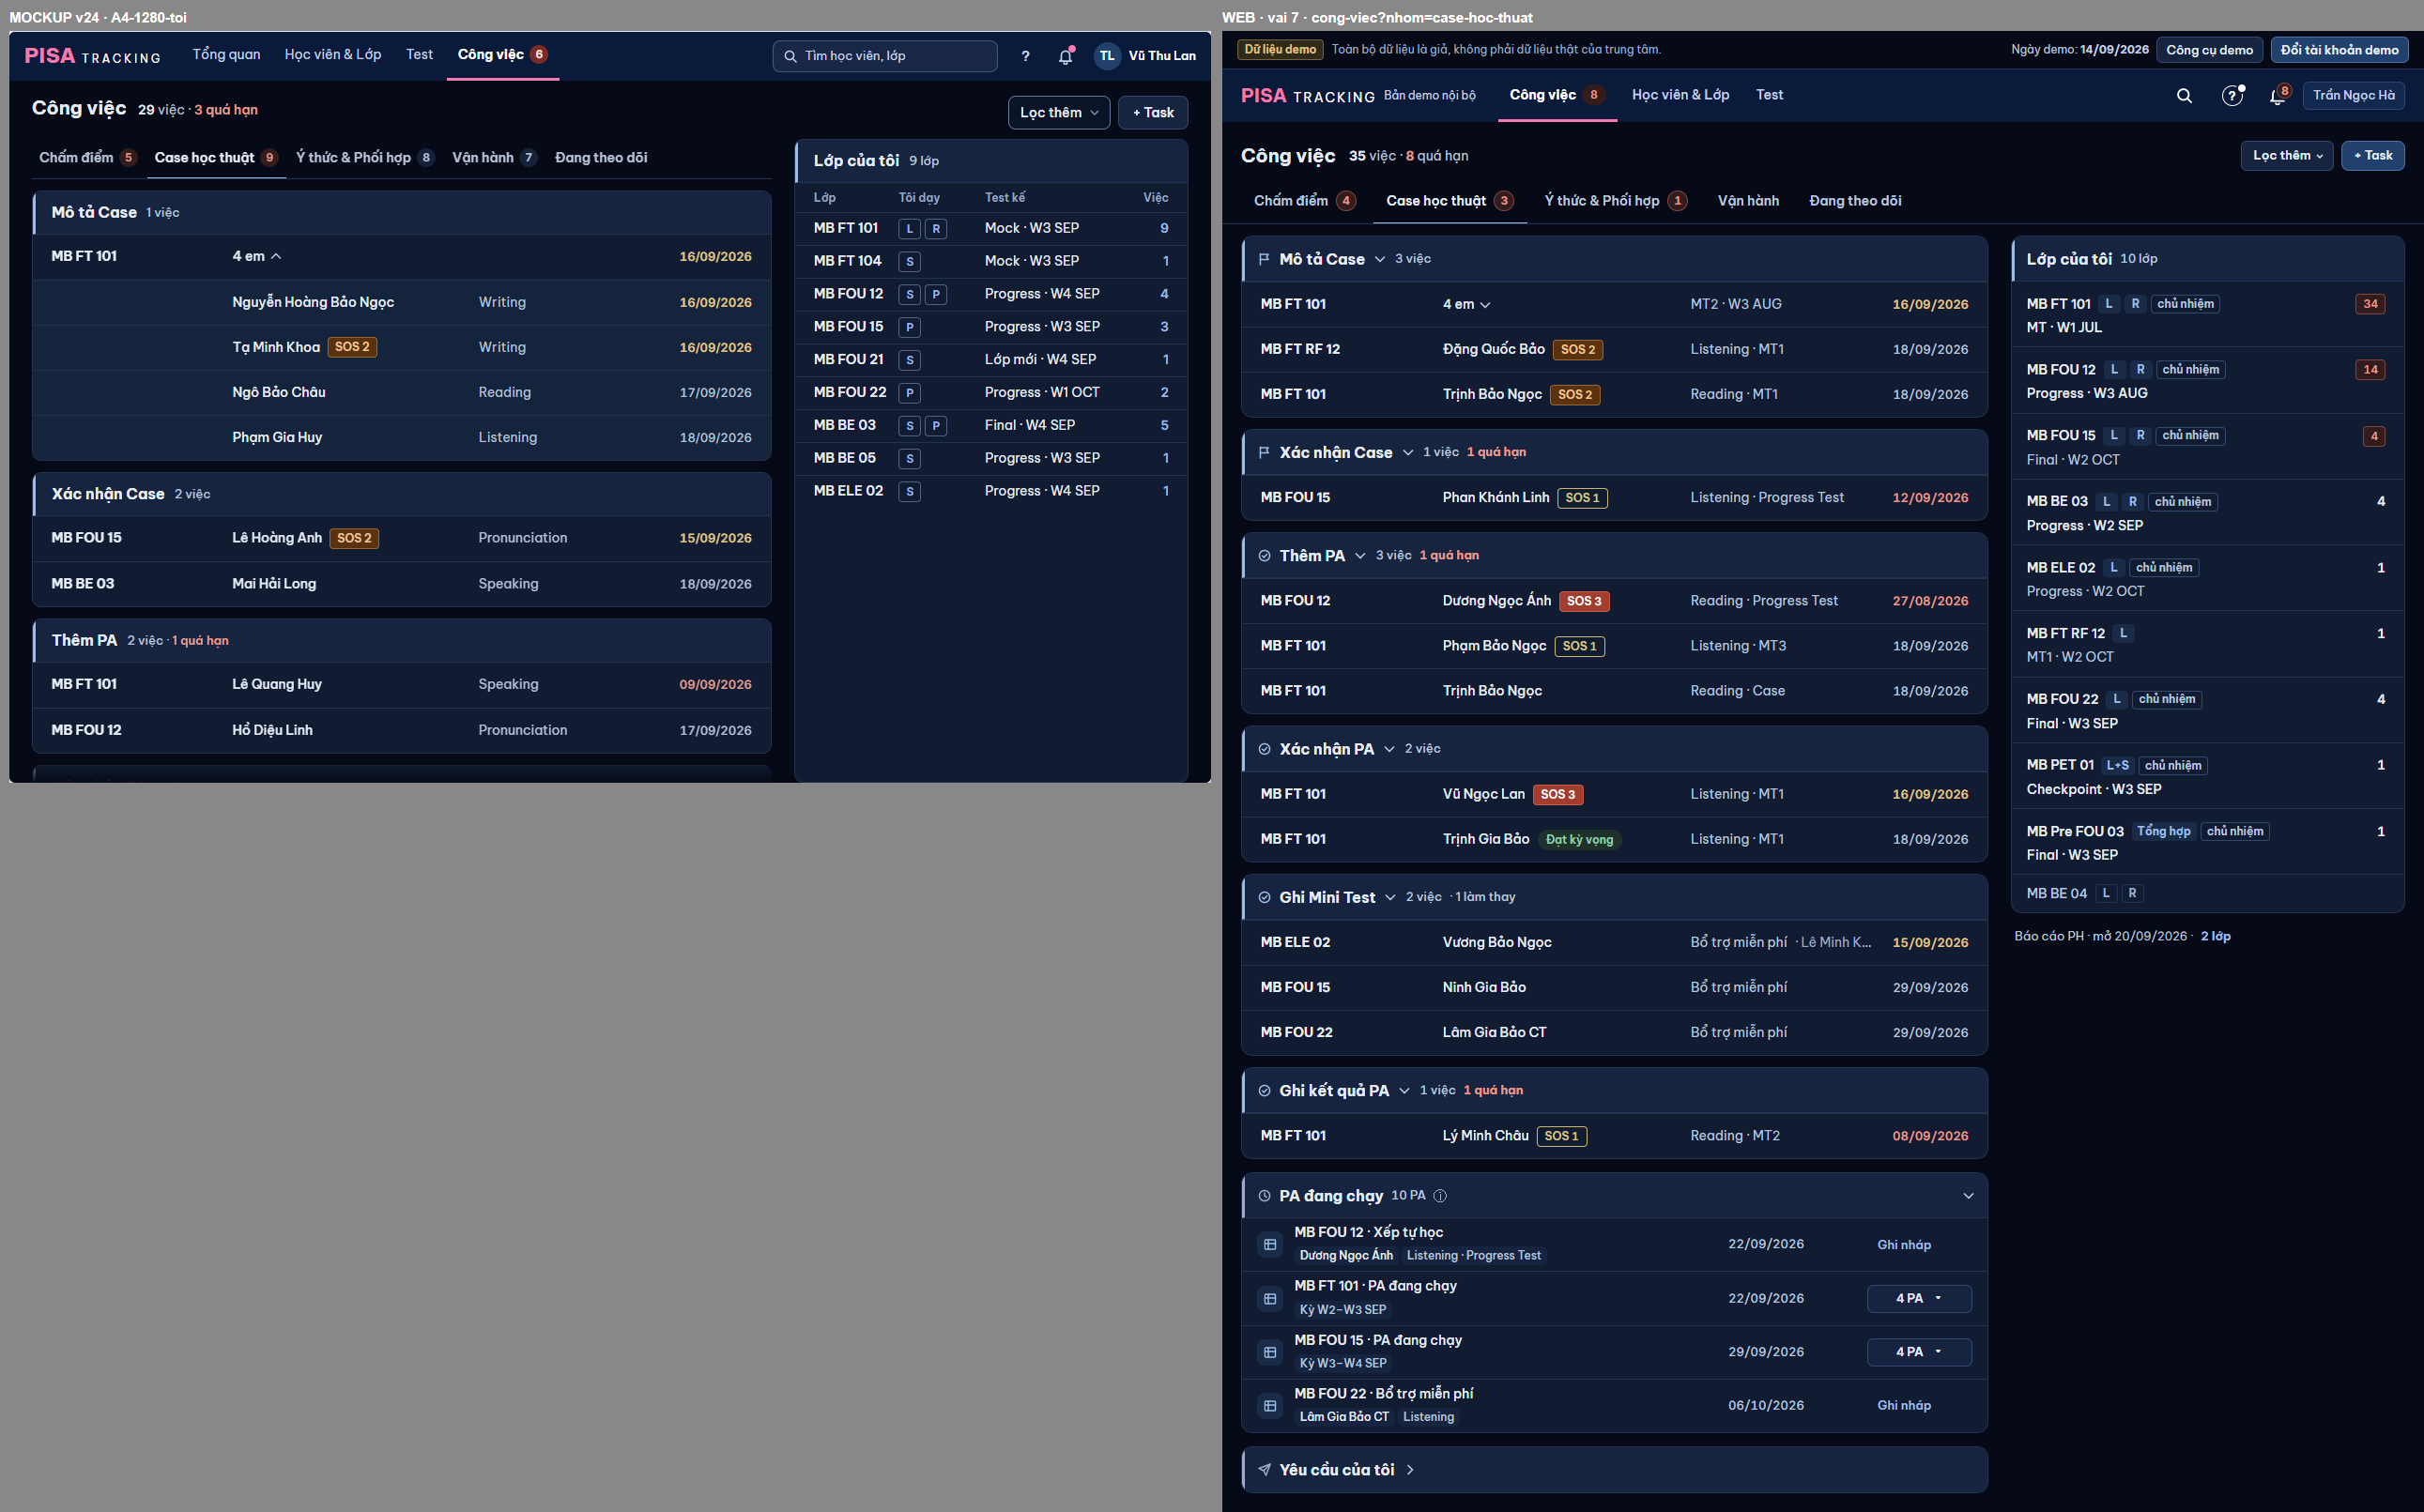 MOCKUP v24 · A4-1280-toi
PISA TRACKING Tổng quan Học viên & Lớp Test Công việc 6 Tìm học viên, lớp ? TL Vũ Thu Lan
Công việc 29 việc · 3 quá hạn Lọc thêm + Task
Chấm điểm 5 Case học thuật 9 Ý thức & Phối hợp 8 Vận hành 7 Đang theo dõi
Mô tả Case 1 việc
MB FT 101 4 em 16/09/2026
Nguyễn Hoàng Bảo Ngọc Writing 16/09/2026
Tạ Minh Khoa SOS 2 Writing 16/09/2026
Ngô Bảo Châu Reading 17/09/2026
Phạm Gia Huy Listening 18/09/2026
Xác nhận Case 2 việc
MB FOU 15 Lê Hoàng Anh SOS 2 Pronunciation 15/09/2026
MB BE 03 Mai Hải Long Speaking 18/09/2026
Thêm PA 2 việc · 1 quá hạn
MB FT 101 Lê Quang Huy Speaking 09/09/2026
MB FOU 12 Hồ Diệu Linh Pronunciation 17/09/2026
Lớp của tôi 9 lớp
Lớp Tôi dạy Test kế Việc
MB FT 101 L R Mock · W3 SEP 9
MB FT 104 S Mock · W3 SEP 1
MB FOU 12 S P Progress · W4 SEP 4
MB FOU 15 P Progress · W3 SEP 3
MB FOU 21 S Lớp mới · W4 SEP 1
MB FOU 22 P Progress · W1 OCT 2
MB BE 03 S P Final · W4 SEP 5
MB BE 05 S Progress · W3 SEP 1
MB ELE 02 S Progress · W4 SEP 1
WEB · vai 7 · cong-viec?nhom=case-hoc-thuat
Dữ liệu demo Toàn bộ dữ liệu là giả, không phải dữ liệu thật của trung tâm. Ngày demo: 14/09/2026 Công cụ demo Đổi tài khoản demo
PISA TRACKING Bản demo nội bộ Công việc 8 Học viên & Lớp Test ? 8 Trần Ngọc Hà
Công việc 35 việc · 8 quá hạn Lọc thêm + Task
Chấm điểm 4 Case học thuật 3 Ý thức & Phối hợp 1 Vận hành Đang theo dõi
Mô tả Case 3 việc
MB FT 101 4 em MT2 · W3 AUG 16/09/2026
MB FT RF 12 Đặng Quốc Bảo SOS 2 Listening · MT1 18/09/2026
MB FT 101 Trịnh Bảo Ngọc SOS 2 Reading · MT1 18/09/2026
Xác nhận Case 1 việc 1 quá hạn
MB FOU 15 Phan Khánh Linh SOS 1 Listening · Progress Test 12/09/2026
Thêm PA 3 việc 1 quá hạn
MB FOU 12 Dương Ngọc Ánh SOS 3 Reading · Progress Test 27/08/2026
MB FT 101 Phạm Bảo Ngọc SOS 1 Listening · MT3 18/09/2026
MB FT 101 Trịnh Bảo Ngọc Reading · Case 18/09/2026
Xác nhận PA 2 việc
MB FT 101 Vũ Ngọc Lan SOS 3 Listening · MT1 16/09/2026
MB FT 101 Trịnh Gia Bảo Đạt kỳ vọng Listening · MT1 18/09/2026
Ghi Mini Test 2 việc · 1 làm thay
MB ELE 02 Vương Bảo Ngọc Bổ trợ miễn phí · Lê Minh K... 15/09/2026
MB FOU 15 Ninh Gia Bảo Bổ trợ miễn phí 29/09/2026
MB FOU 22 Lâm Gia Bảo CT Bổ trợ miễn phí 29/09/2026
Ghi kết quả PA 1 việc 1 quá hạn
MB FT 101 Lý Minh Châu SOS 1 Reading · MT2 08/09/2026
PA đang chạy 10 PA
MB FOU 12 · Xếp tự học
Dương Ngọc Ánh Listening · Progress Test 22/09/2026 Ghi nháp
MB FT 101 · PA đang chạy
Kỳ W2–W3 SEP 22/09/2026 4 PA
MB FOU 15 · PA đang chạy
Kỳ W3–W4 SEP 29/09/2026 4 PA
MB FOU 22 · Bổ trợ miễn phí
Lâm Gia Bảo CT Listening 06/10/2026 Ghi nháp
Yêu cầu của tôi
Lớp của tôi 10 lớp
MB FT 101 L R chủ nhiệm 34
MT · W1 JUL
MB FOU 12 L R chủ nhiệm 14
Progress · W3 AUG
MB FOU 15 L R chủ nhiệm 4
Final · W2 OCT
MB BE 03 L R chủ nhiệm 4
Progress · W2 SEP
MB ELE 02 L chủ nhiệm 1
Progress · W2 OCT
MB FT RF 12 L 1
MT1 · W2 OCT
MB FOU 22 L chủ nhiệm 4
Final · W3 SEP
MB PET 01 L+S chủ nhiệm 1
Checkpoint · W3 SEP
MB Pre FOU 03 Tổng hợp chủ nhiệm 1
Final · W3 SEP
MB BE 04 L R
Báo cáo PH · mở 20/09/2026 · 2 lớp